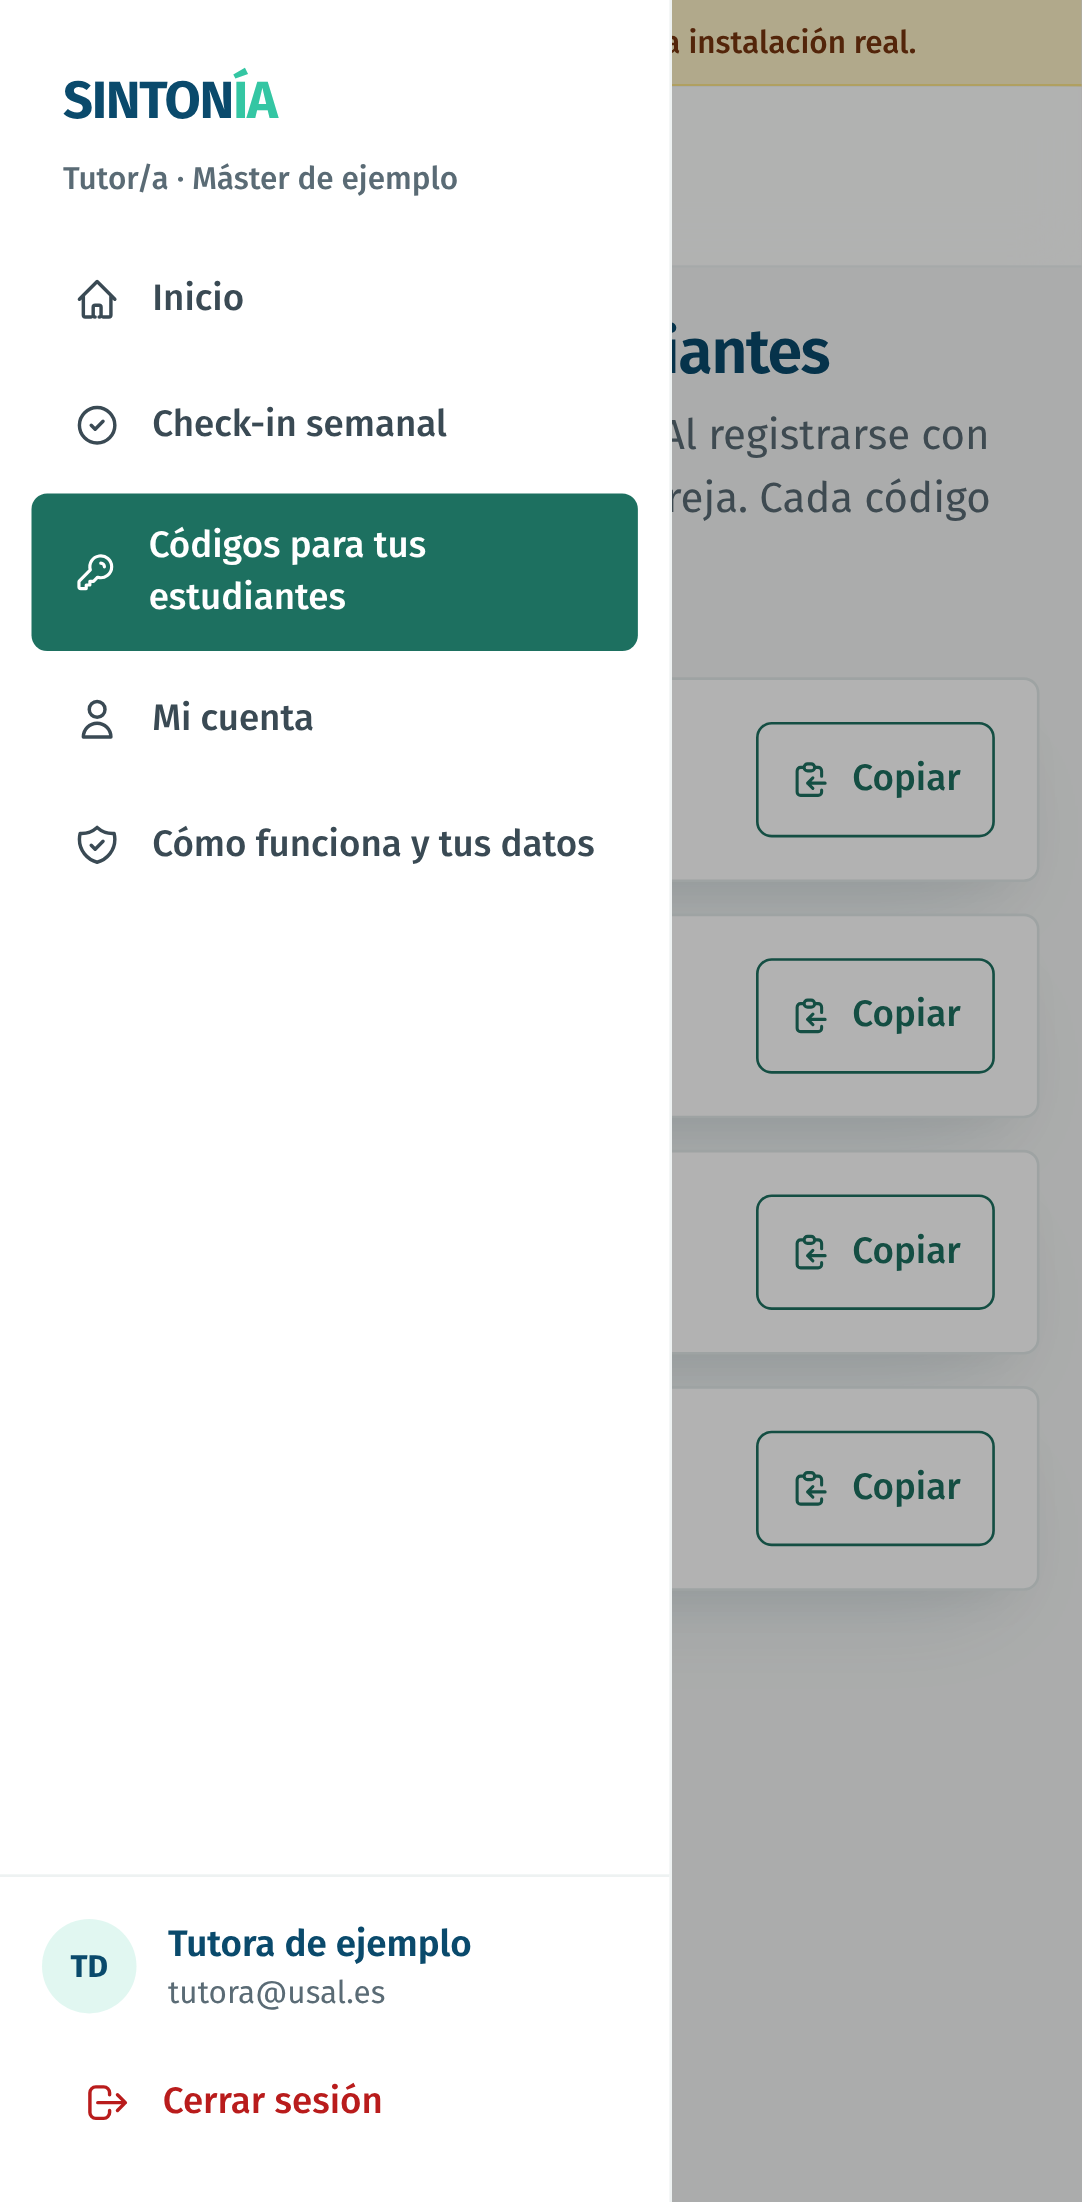 SINTONÍA
Tutor/a · Máster de ejemplo
Inicio
Check-in semanal
Códigos para tus
estudiantes
Mi cuenta
Cómo funciona y tus datos
Tutora de ejemplo
TD
tutora@usal.es
Cerrar sesión
instalación real.
iantes
Al registrarse con
reja. Cada código
Copiar
Copiar
Copiar
Copiar